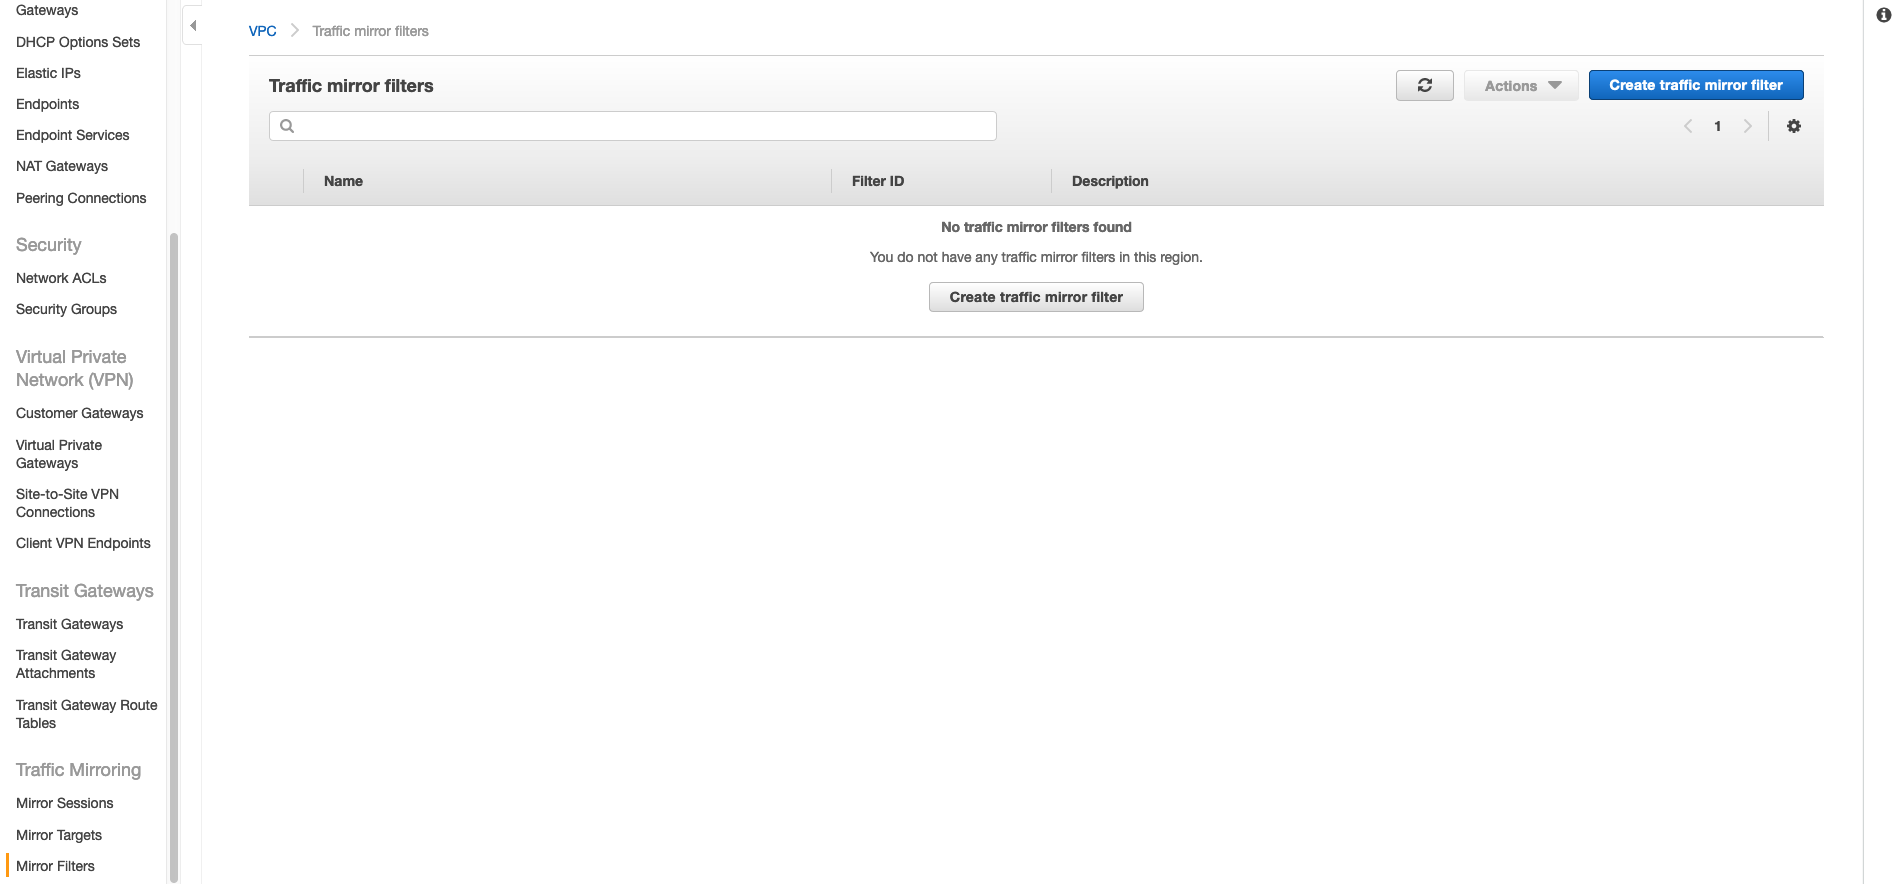 Gateways
DHCP Options Sets
Elastic IPs
Endpoints
Endpoint Services
NAT Gateways
Peering Connections
Security
Network ACLs
Security Groups
Virtual Private
Network (VPN)
Customer Gateways
Virtual Private
Gateways
Site-to-Site VPN
Connections
Client VPN Endpoints
Transit Gateways
Transit Gateways
Transit Gateway
Attachments
Transit Gateway Route
Tables
Traffic Mirroring
Mirror Sessions
Mirror Targets
Mirror Filters
VPC Traffic mirror filters
Traffic mirror filters
Actions
Create traffic mirror filter
1
Name Filter ID Description
No traffic mirror filters found
You do not have any traffic mirror filters in this region.
Create traffic mirror filter